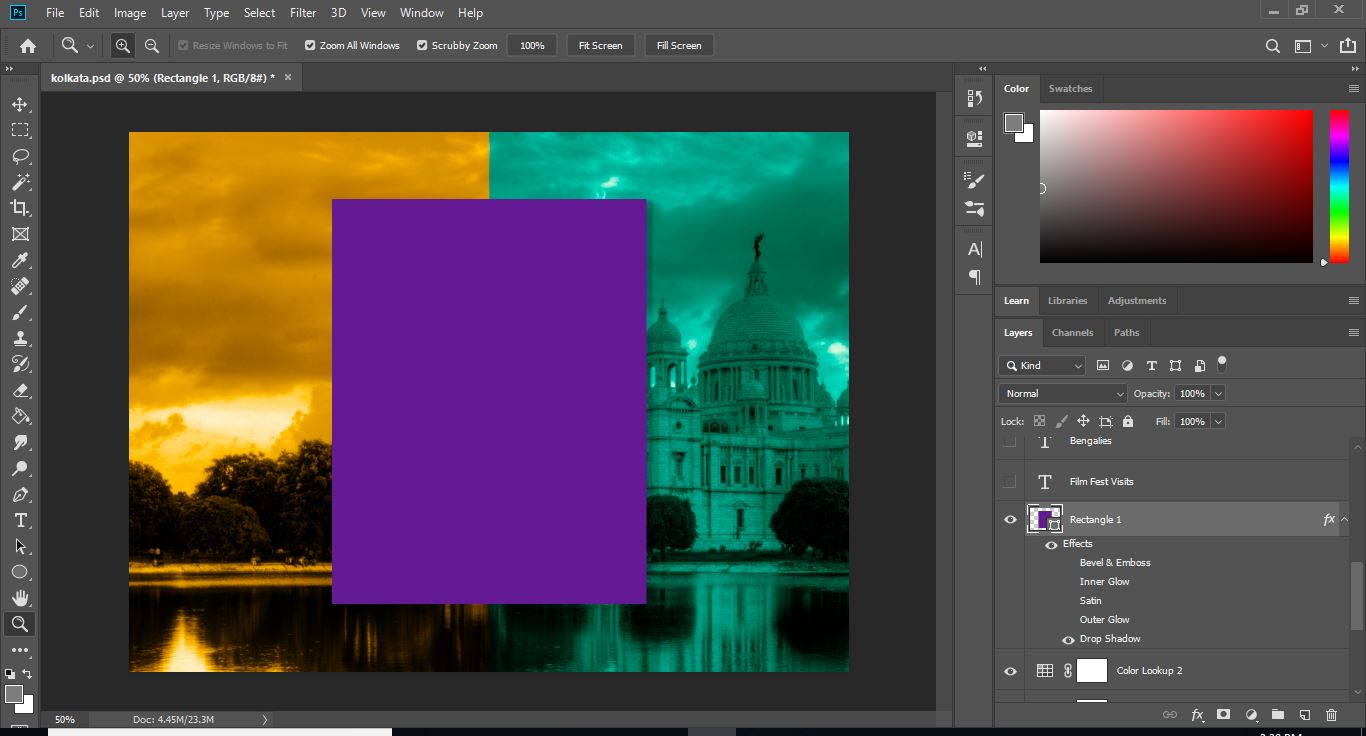 Ps File Edit Image Layer Type Select Filter 3D View Window Help
Resize Windows to Fit Zoom All Windows Scrubby Zoom 100% Fit Screen Fill Screen
kolkata.psd @ 50% (Rectangle 1, RGB/8#) * ×
Color Swatches
Learn Libraries Adjustments
Layers Channels Paths
Kind
Normal Opacity: 100%
Lock: Fill: 100%
Bengalies
Film Fest Visits
Rectangle 1 fx
Effects
Bevel & Emboss
Inner Glow
Satin
Outer Glow
Drop Shadow
Color Lookup 2
50% Doc: 4.45M/23.3M